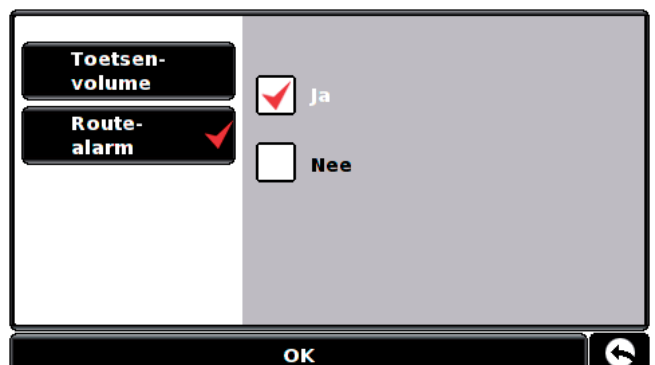 Toetsen-
volume
Route-
alarm
Ja
Nee
OK